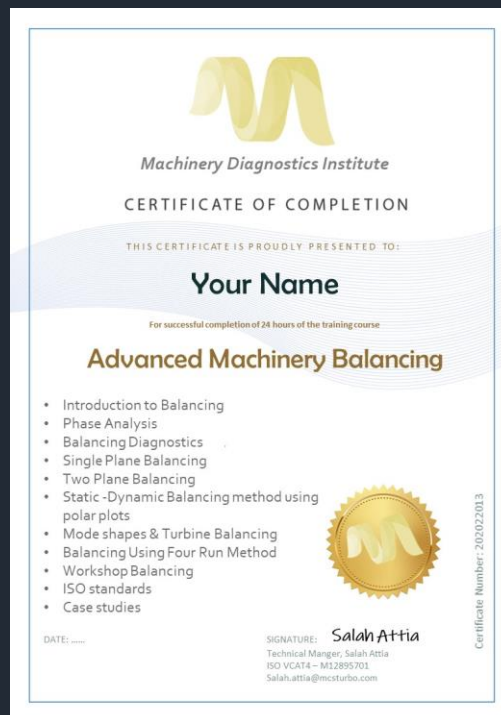 Machinery Diagnostics Institute
CERTIFICATE OF COMPLETION
THIS CERTIFICATE IS PROUDLY PRESENTED TO:
Your Name
For successful completion of 24 hours of the training course
Advanced Machinery Balancing
• Introduction to Balancing
• Phase Analysis
• Balancing Diagnostics
• Single Plane Balancing
• Two Plane Balancing
• Static -Dynamic Balancing method using
polar plots
• Mode shapes & Turbine Balancing
• Balancing Using Four Run Method
• Workshop Balancing
• ISO standards
• Case studies
Certificate Number: 202022013
DATE: ......
SIGNATURE: Salah Attia
Technical Manger, Salah Attia
ISO VCAT4 – M12895701
Salah.attia@mcsturbo.com